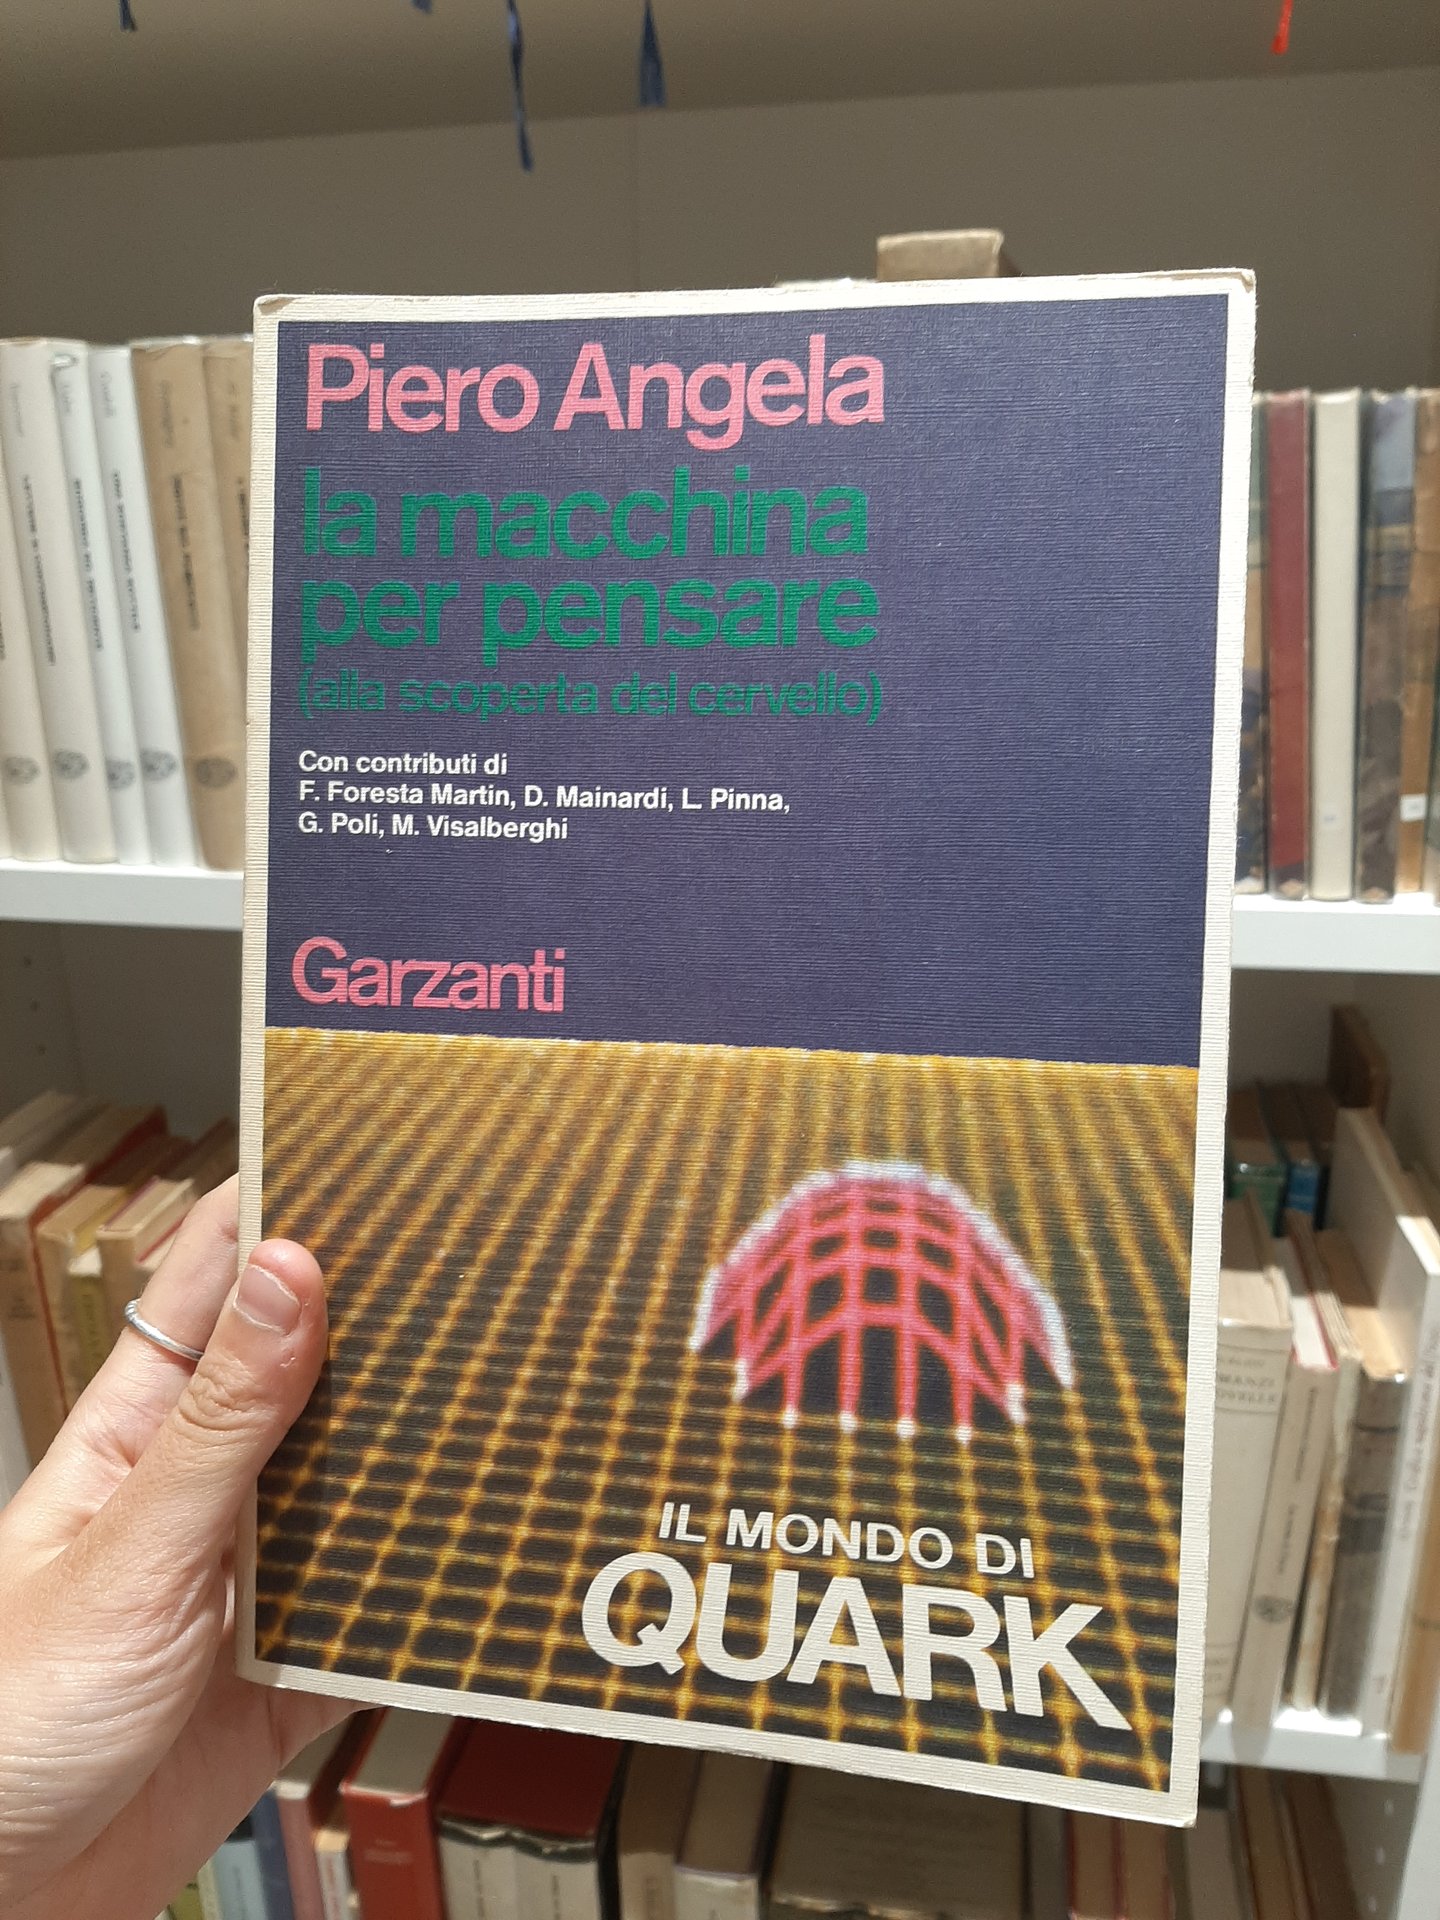 Piero Angela
la macchina
per pensare
(alla scoperta del cervello)
Con contributi di
F. Foresta Martin, D. Mainardi, L. Pinna,
G. Poli, M. Visalberghi
Garzanti
IL MONDO DI
QUARK